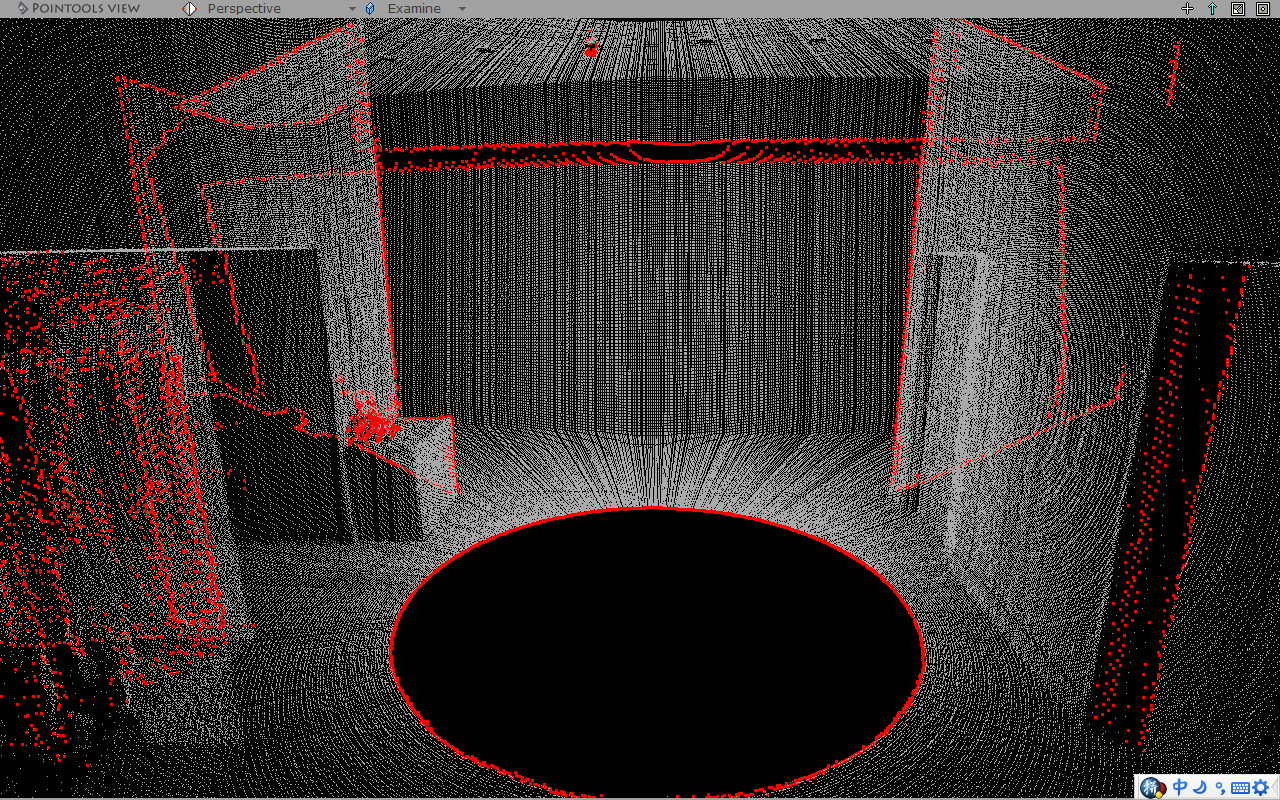 POINTOOLS VIEW
Perspective
Examine
中